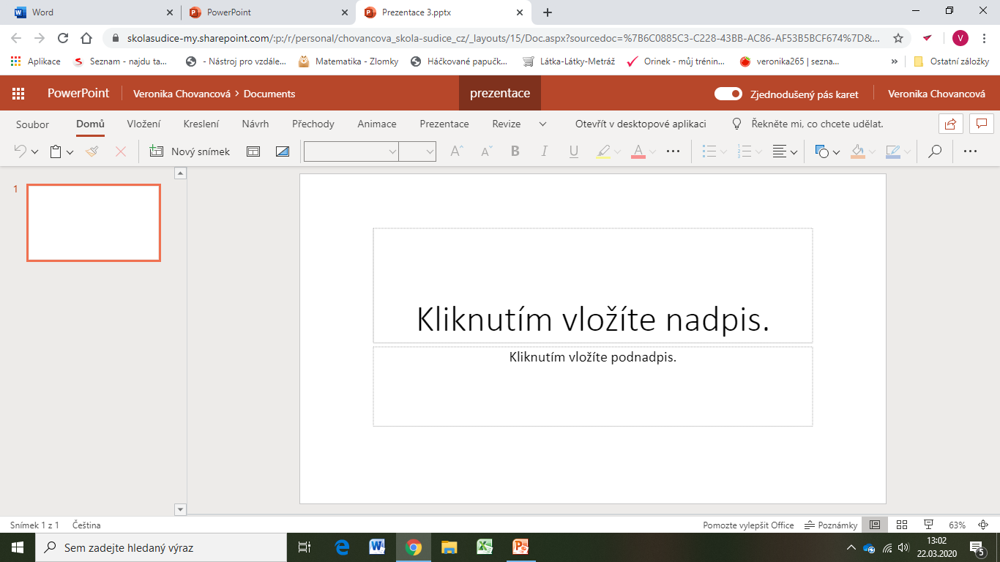 Word
PowerPoint
Prezentace 3.pptx
skolasudice-my.sharepoint.com/:p:/r/personal/chovancova_skola-sudice_cz/_layouts/15/Doc.aspx?sourcedoc=%7B6C0885C3-C228-43BB-AC86-AF53B5BCF674%7D&...
V
Aplikace
Seznam - najdu ta...
- Nástroj pro vzdále...
Matematika - Zlomky
Háčkované papučk...
Látka-Látky-Metráž
Orinek - můj trénin...
veronika265 | sezna...
»
Ostatní záložky
PowerPoint
Veronika Chovancová > Documents
prezentace
Zjednodušený pás karet
Veronika Chovancová
Soubor
Domů
Vložení
Kreslení
Návrh
Přechody
Animace
Prezentace
Revize
Otevřít v desktopové aplikaci
Řekněte mi, co chcete udělat.
Nový snímek
A A B I U A
1
Kliknutím vložíte nadpis.
Kliknutím vložíte podnadpis.
Snímek 1 z 1
Čeština
Pomozte vylepšit Office
Poznámky
63%
Sem zadejte hledaný výraz
13:02
22.03.2020
5